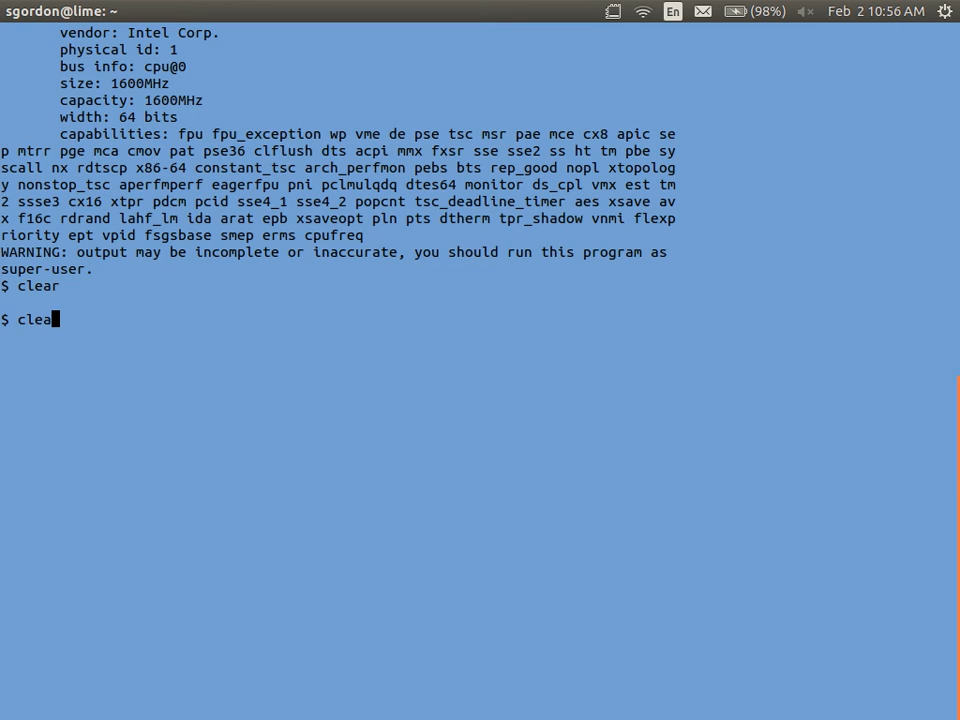 sgordon@lime: ~
En
(98%)
Feb 2 10:56 AM
vendor: Intel Corp.
physical id: 1
bus info: cpu@0
size: 1600MHz
capacity: 1600MHz
width: 64 bits
capabilities: fpu fpu_exception wp vme de pse tsc msr pae mce cx8 apic se
p mtrr pge mca cmov pat pse36 clflush dts acpi mmx fxsr sse sse2 ss ht tm pbe sy
scall nx rdtscp x86-64 constant_tsc arch_perfmon pebs bts rep_good nopl xtopolog
y nonstop_tsc aperfmperf eagerfpu pni pclmulqdq dtes64 monitor ds_cpl vmx est tm
2 ssse3 cx16 xtpr pdcm pcid sse4_1 sse4_2 popcnt tsc_deadline_timer aes xsave av
x f16c rdrand lahf_lm ida arat epb xsaveopt pln pts dtherm tpr_shadow vnmi flexp
riority ept vpid fsgsbase smep erms cpufreq
WARNING: output may be incomplete or inaccurate, you should run this program as
super-user.
$ clear
$ clea